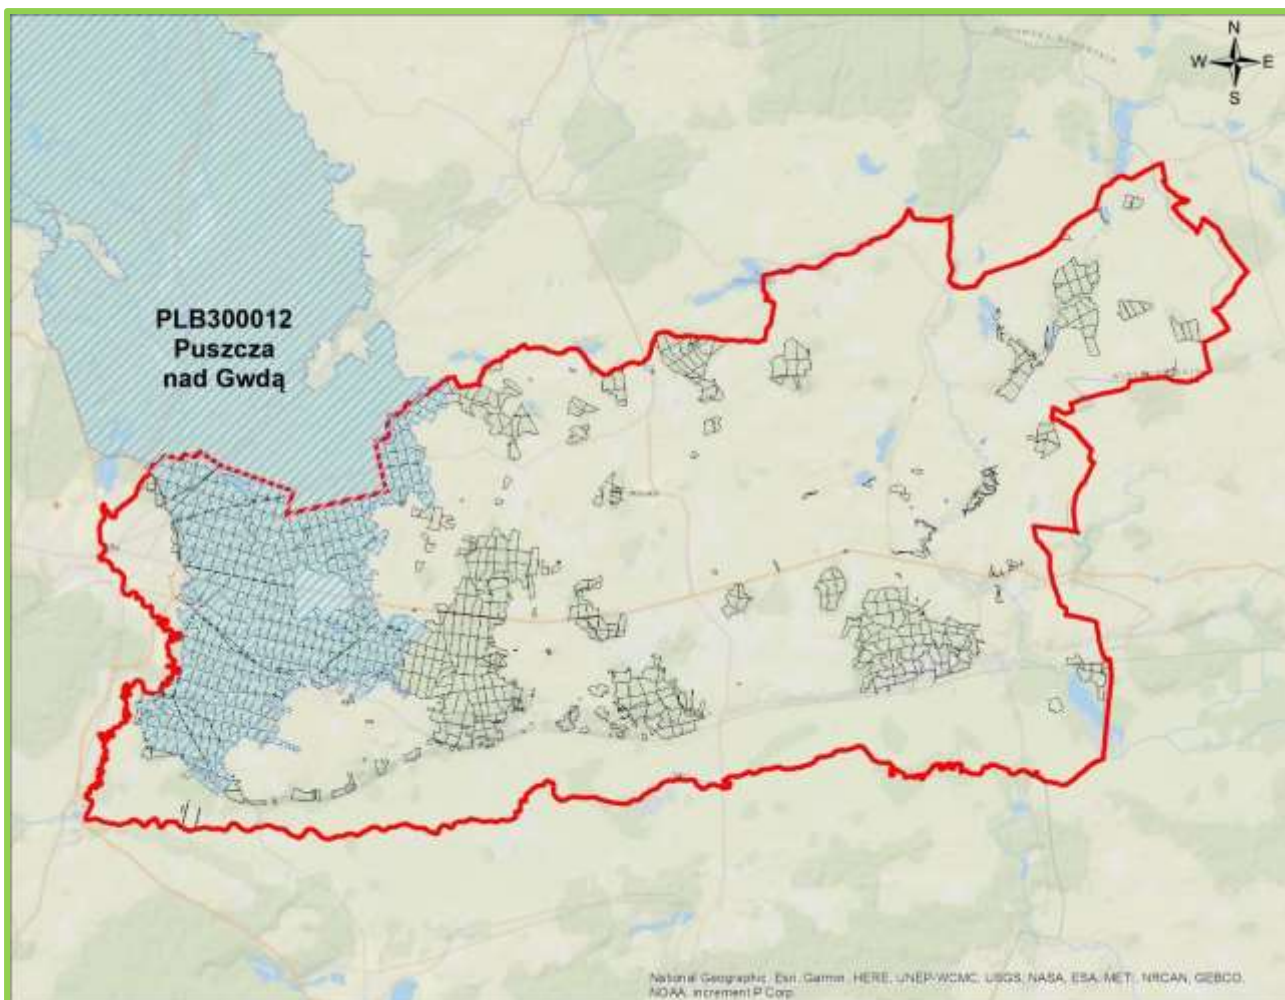 N
W E
S
PLB300012
Puszcza
nad Gwdą
National Geographic, Esri, Garmin, HERE, UNEP-WCMC, USGS, NASA, ESA, METI, NRCAN, GEBCO,
NOAA, increment P Corp.